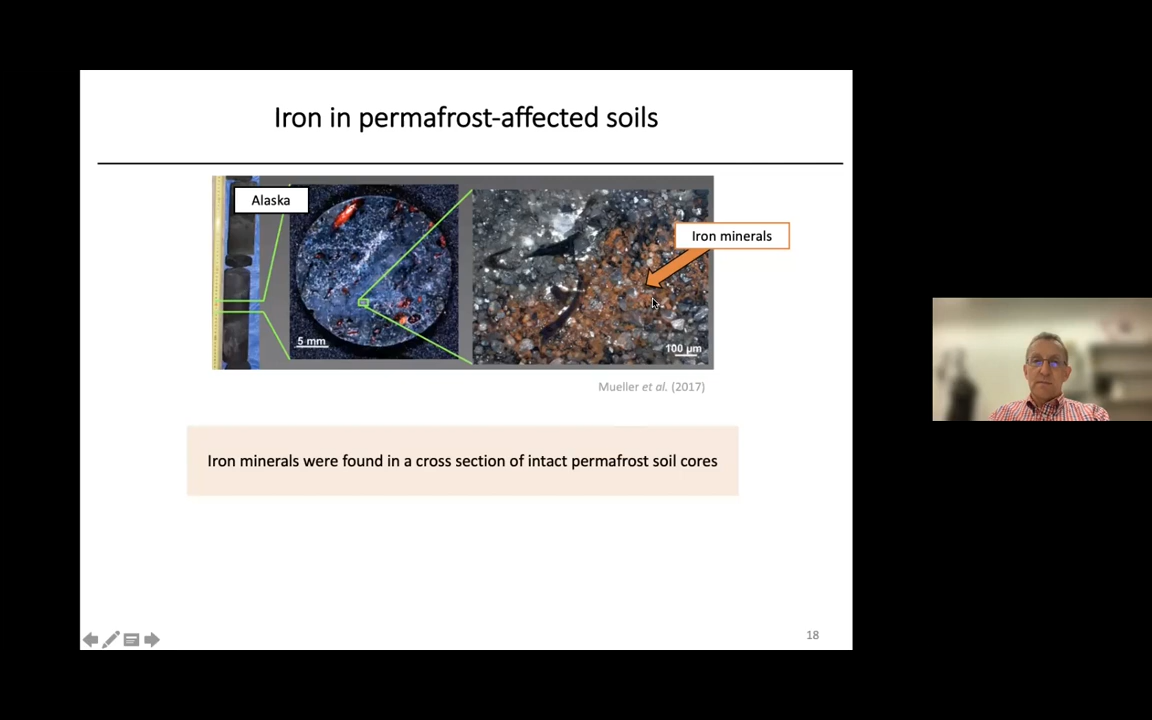 Iron in permafrost-affected soils
Alaska
Iron minerals
5 mm
100 µm
Mueller et al. (2017)
Iron minerals were found in a cross section of intact permafrost soil cores
18